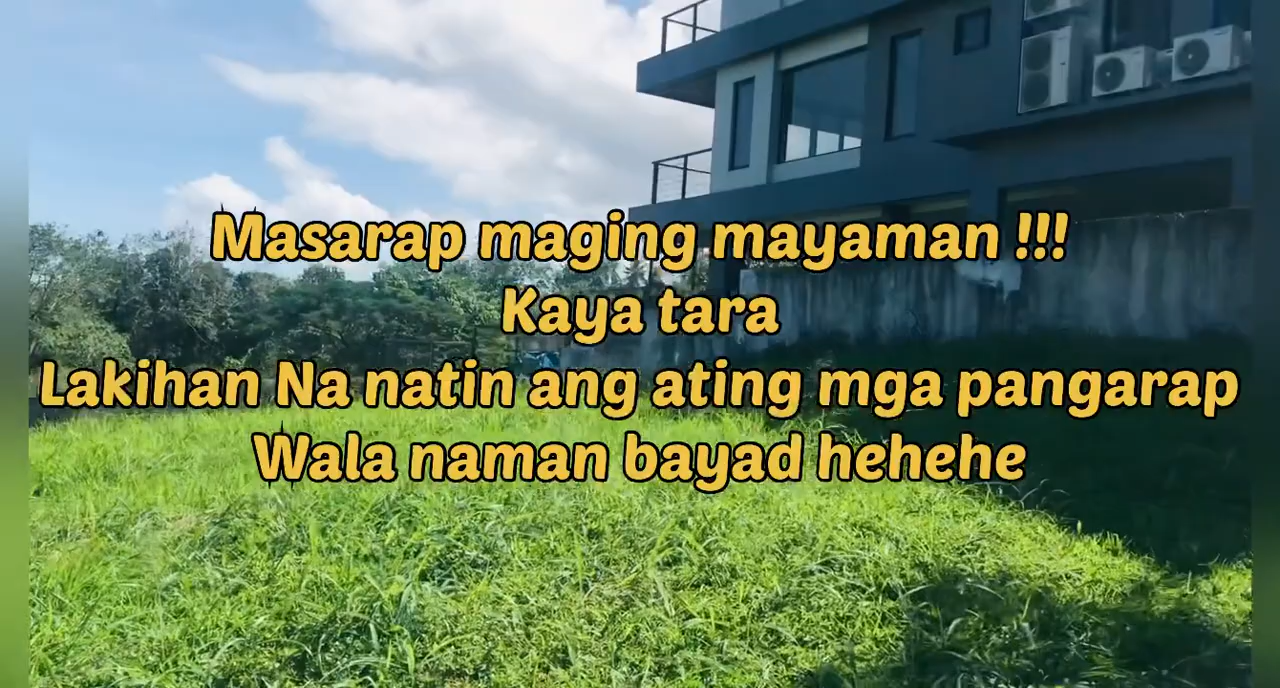 Masarap maging mayaman !!!
Kaya tara
Lakihan Na natin ang ating mga pangarap
Wala naman bayad hehehe